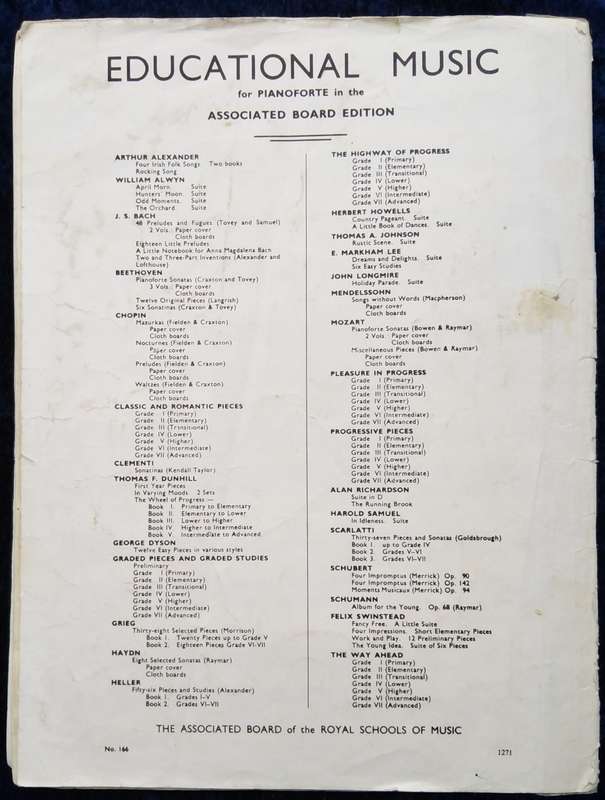 EDUCATIONAL MUSIC
for PIANOFORTE in the
ASSOCIATED BOARD EDITION
ARTHUR ALEXANDER
Four Irish Folk Songs. Two books
Rocking Song
WILLIAM ALWYN
April Morn. Suite
Hunters' Moon. Suite
Odd Moments. Suite
The Orchard. Suite
J. S. BACH
48 Preludes and Fugues (Tovey and Samuel)
2 Vols.: Paper cover
Cloth boards
Eighteen Little Preludes
A Little Notebook for Anna Magdalena Bach
Two and Three-Part Inventions (Alexander and
Lofthouse)
BEETHOVEN
Pianoforte Sonatas (Craxton and Tovey)
3 Vols.: Paper cover
Cloth boards
Twelve Original Pieces (Langrish)
Six Sonatinas (Craxton & Tovey)
CHOPIN
Mazurkas (Fielden & Craxton)
Paper cover
Cloth boards
Nocturnes (Fielden & Craxton)
Paper cover
Cloth boards
Preludes (Fielden & Craxton)
Paper cover
Cloth boards
Waltzes (Fielden & Craxton)
Paper cover
Cloth boards
CLASSIC AND ROMANTIC PIECES
Grade I (Primary)
Grade II (Elementary)
Grade III (Transitional)
Grade IV (Lower)
Grade V (Higher)
Grade VI (Intermediate)
Grade VII (Advanced)
CLEMENTI
Sonatinas (Kendall Taylor)
THOMAS F. DUNHILL
First Year Pieces
In Varying Moods 2 Sets
The Wheel of Progress—
Book I. Primary to Elementary
Book II. Elementary to Lower
Book III. Lower to Higher
Book IV. Higher to Intermediate
Book V. Intermediate to Advanced
GEORGE DYSON
Twelve Easy Pieces in various styles
GRADED PIECES AND GRADED STUDIES
Preliminary
Grade I (Primary)
Grade II (Elementary)
Grade III (Transitional)
Grade IV (Lower)
Grade V (Higher)
Grade VI (Intermediate)
Grade VII (Advanced)
GRIEG
Thirty-eight Selected Pieces (Morrison)
Book 1. Twenty Pieces up to Grade V
Book 2. Eighteen Pieces Grade VI-VII
HAYDN
Eight Selected Sonatas (Raymar)
Paper cover
Cloth boards
HELLER
Fifty-six Pieces and Studies (Alexander)
Book 1. Grades I–V
Book 2. Grades VI–VII
THE HIGHWAY OF PROGRESS
Grade I (Primary)
Grade II (Elementary)
Grade III (Transitional)
Grade IV (Lower)
Grade V (Higher)
Grade VI (Intermediate)
Grade VII (Advanced)
HERBERT HOWELLS
Country Pageant. Suite
A Little Book of Dances. Suite
THOMAS A. JOHNSON
Rustic Scene. Suite
E. MARKHAM LEE
Dreams and Delights. Suite
Six Easy Studies
JOHN LONGMIRE
Holiday Parade. Suite
MENDELSSOHN
Songs without Words (Macpherson)
Paper cover
Cloth boards
MOZART
Pianoforte Sonatas (Bowen & Raymar)
2 Vols. Paper cover
Cloth boards
Miscellaneous Pieces (Bowen & Raymar)
Paper cover
Cloth boards
PLEASURE IN PROGRESS
Grade I (Primary)
Grade II (Elementary)
Grade III (Transitional)
Grade IV (Lower)
Grade V (Higher)
Grade VI (Intermediate)
Grade VII (Advanced)
PROGRESSIVE PIECES
Grade I (Primary)
Grade II (Elementary)
Grade III (Transitional)
Grade IV (Lower)
Grade V (Higher)
Grade VI (Intermediate)
Grade VII (Advanced)
ALAN RICHARDSON
Suite in D
The Running Brook
HAROLD SAMUEL
In Idleness. Suite
SCARLATTI
Thirty-seven Pieces and Sonatas (Goldsbrough)
Book 1. up to Grade IV
Book 2. Grades V–VI
Book 3. Grades VI–VII
SCHUBERT
Four Impromptus (Merrick) Op. 90
Four Impromptus (Merrick) Op. 142
Moments Musicaux (Merrick) Op. 94
SCHUMANN
Album for the Young. Op. 68 (Raymar)
FELIX SWINSTEAD
Fancy Free. A Little Suite
Four Impressions. Short Elementary Pieces
Work and Play. 12 Preliminary Pieces
The Young Idea. Suite of Six Pieces
THE WAY AHEAD
Grade I (Primary)
Grade II (Elementary)
Grade III (Transitional)
Grade IV (Lower)
Grade V (Higher)
Grade VI (Intermediate)
Grade VII (Advanced)
THE ASSOCIATED BOARD of the ROYAL SCHOOLS OF MUSIC
No. 166
1271